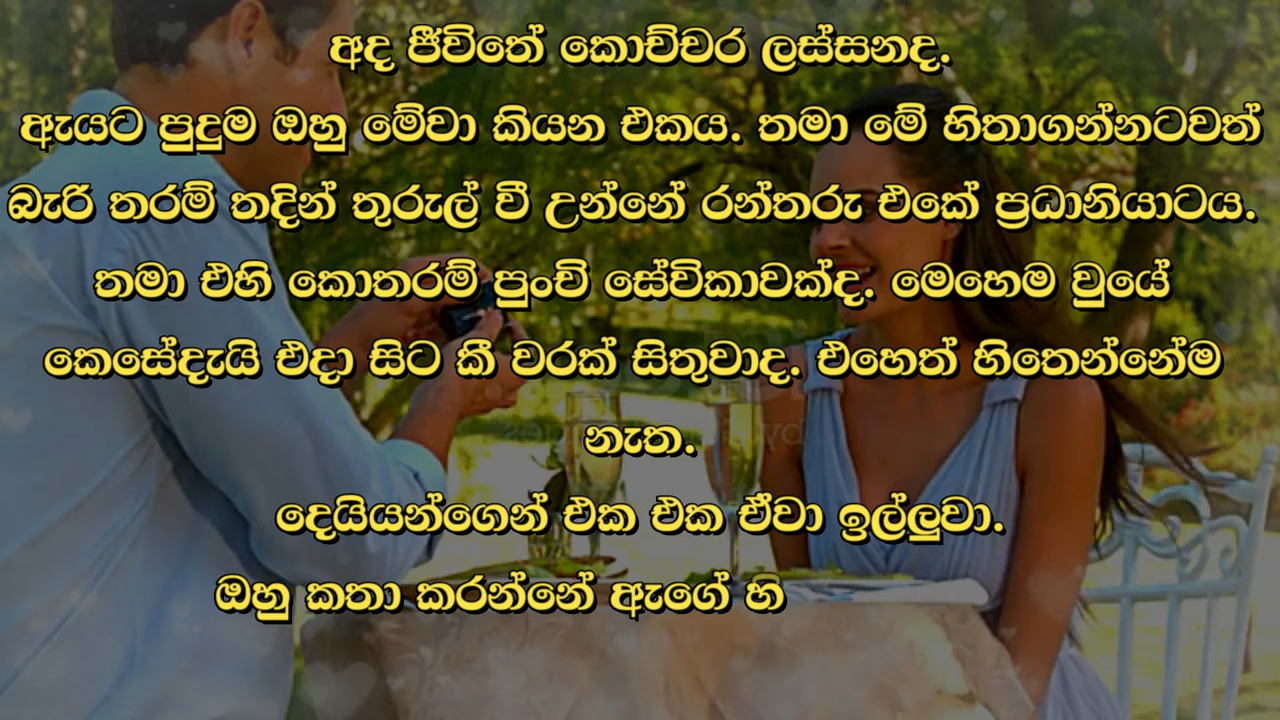 අද ජීවිතේ කොච්චර ලස්සනද.
ඇයට පුදුම ඔහු මේවා කියන එකය. තමා මේ හිතාගන්නටවත්
බැරි තරම් තදින් තුරුල් වී උන්නේ රන්තරු එකේ ප්‍රධානියාටය.
තමා එහි කොතරම් පුංචි සේවිකාවක්ද. මෙහෙම වුයේ
කෙසේදැයි එදා සිට කී වරක් සිතුවාද. එහෙත් හිතෙන්නේම
නැත.
දෙයියන්ගෙන් එක එක ඒවා ඉල්ලුවා.
ඔහු කතා කරන්නේ ඇගේ හි